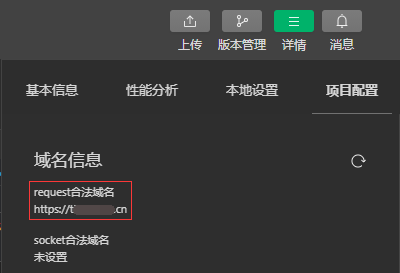 上传 版本管理 详情 消息
基本信息 性能分析 本地设置 项目配置
域名信息
request合法域名
https://t .cn
socket合法域名
未设置